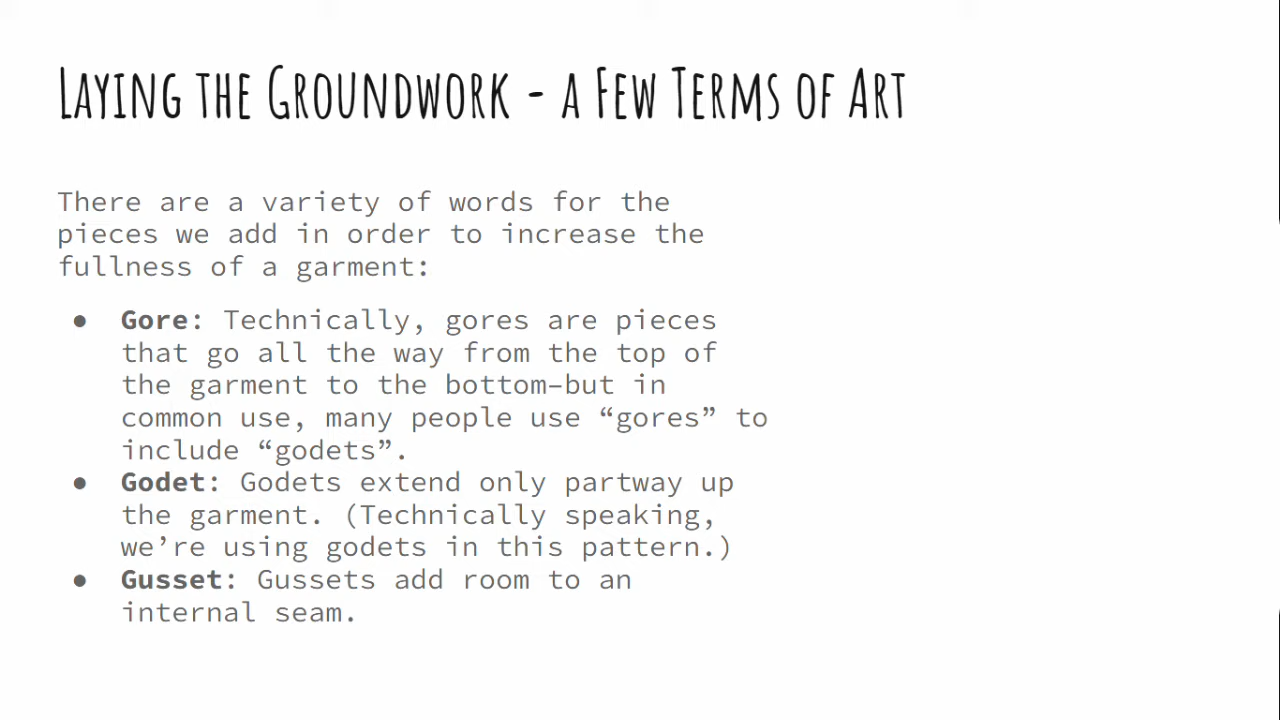 Laying the Groundwork - a Few Terms of Art
There are a variety of words for the
pieces we add in order to increase the
fullness of a garment:
● Gore: Technically, gores are pieces
that go all the way from the top of
the garment to the bottom—but in
common use, many people use “gores” to
include “godets”.
● Godet: Godets extend only partway up
the garment. (Technically speaking,
we’re using godets in this pattern.)
● Gusset: Gussets add room to an
internal seam.